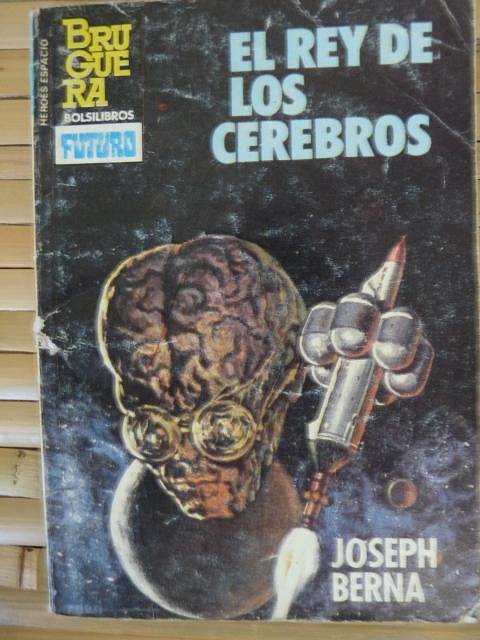 HEROES ESPACIO
BRU
GUE
RA
BOLSILIBROS
FUTURO
EL REY DE
LOS
CEREBROS
JOSEPH
BERNA